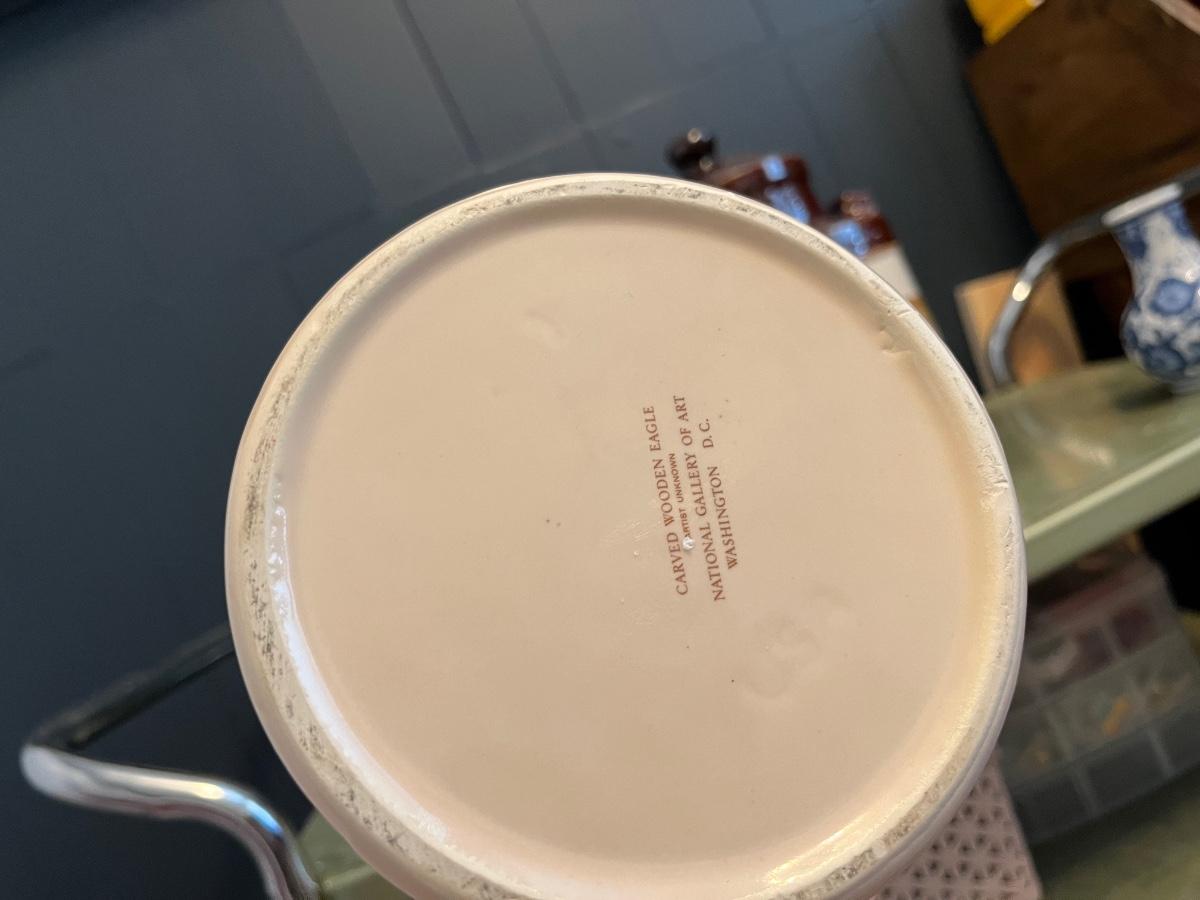 CARVED WOODEN EAGLE
ARTIST UNKNOWN
NATIONAL GALLERY OF ART
WASHINGTON D.C.